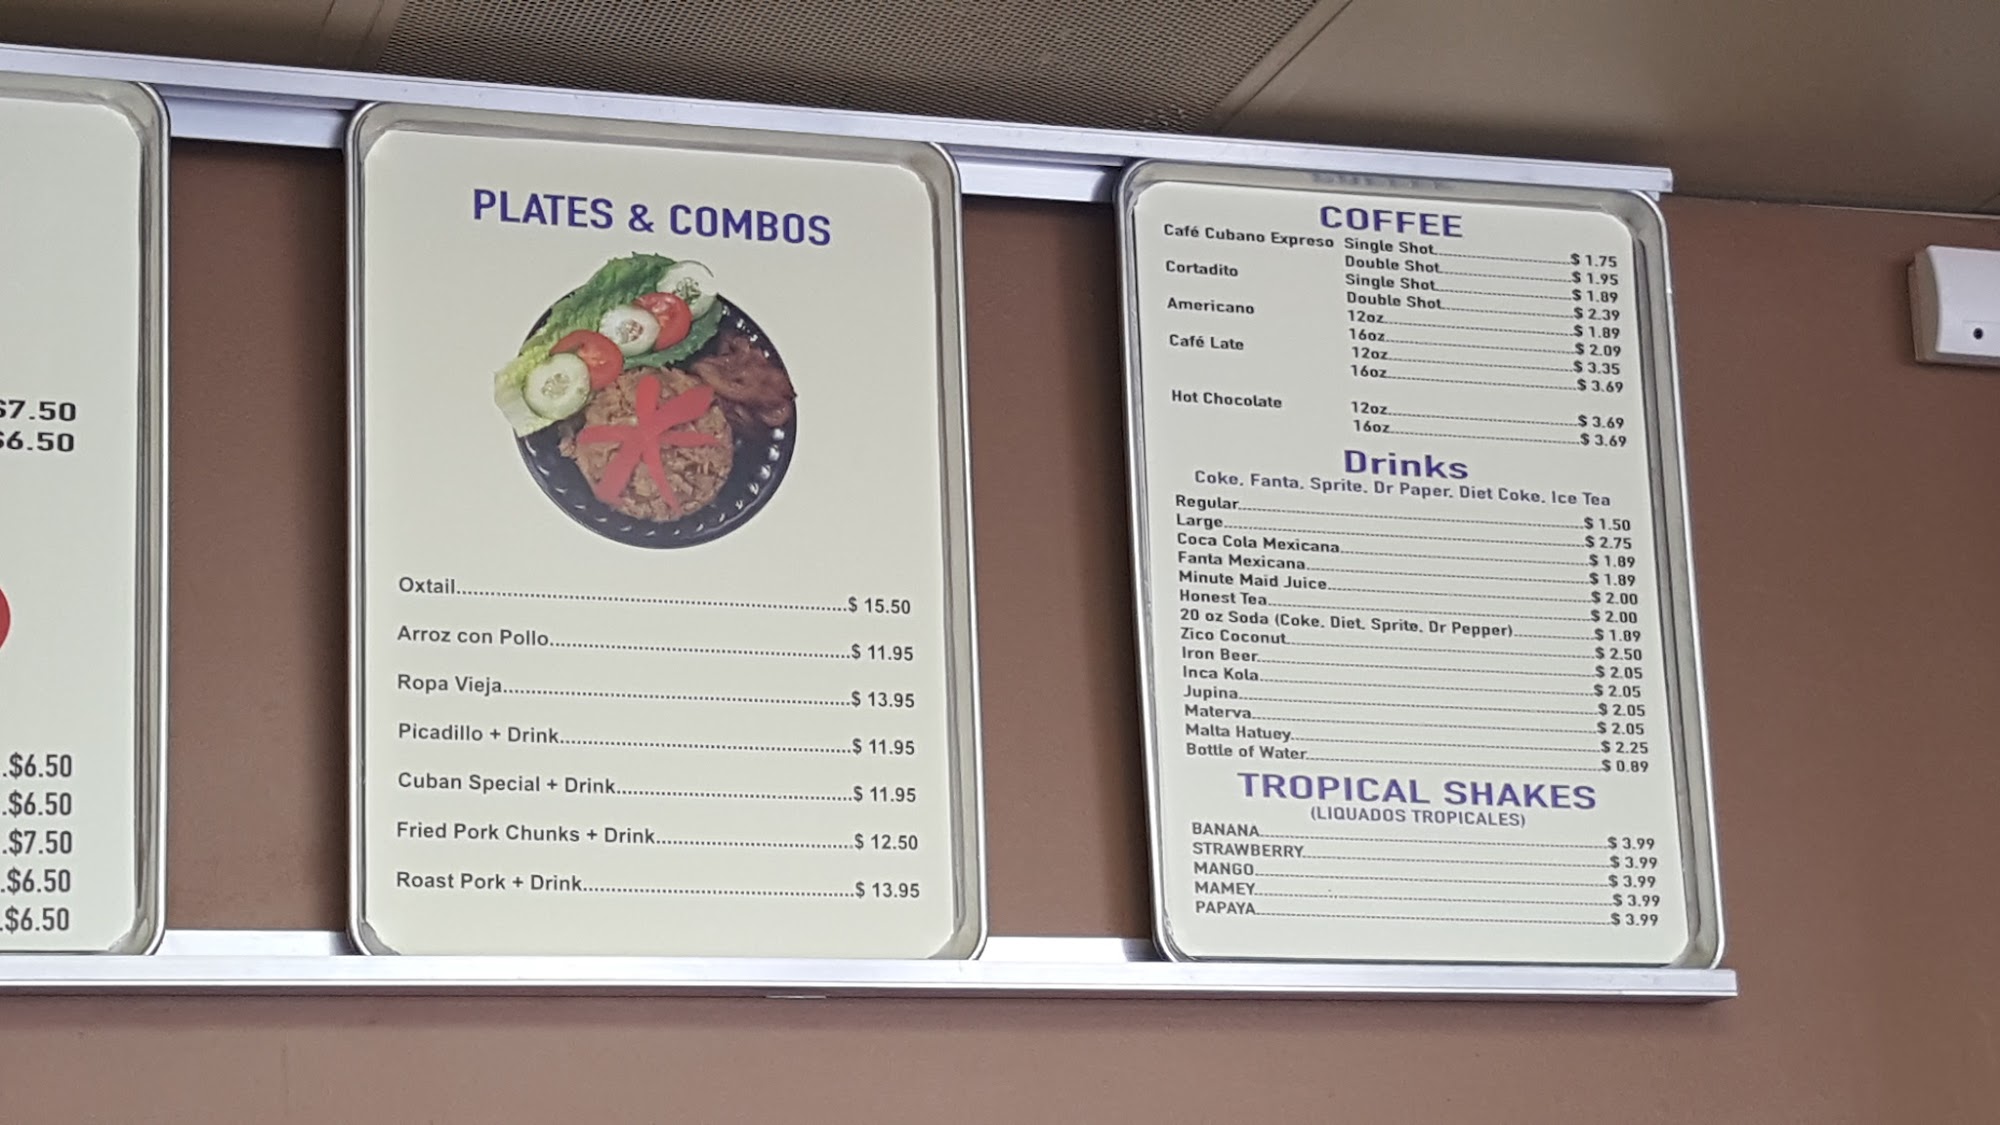 $7.50
$6.50
.$6.50
.$6.50
.$7.50
.$6.50
.$6.50
PLATES & COMBOS
Oxtail $ 15.50
Arroz con Pollo $ 11.95
Ropa Vieja $ 13.95
Picadillo + Drink $ 11.95
Cuban Special + Drink $ 11.95
Fried Pork Chunks + Drink $ 12.50
Roast Pork + Drink $ 13.95
COFFEE
Café Cubano Expreso Single Shot $ 1.75
Double Shot $ 1.95
Cortadito Single Shot $ 1.89
Double Shot $ 2.39
Americano 12oz $ 1.89
16oz $ 2.09
Café Late 12oz $ 3.35
16oz $ 3.69
Hot Chocolate 12oz $ 3.69
16oz $ 3.69
Drinks
Coke, Fanta, Sprite, Dr Paper, Diet Coke, Ice Tea
Regular $ 1.50
Large $ 2.75
Coca Cola Mexicana $ 1.89
Fanta Mexicana $ 1.89
Minute Maid Juice $ 2.00
Honest Tea $ 2.00
20 oz Soda (Coke, Diet, Sprite, Dr Pepper) $ 1.89
Zico Coconut $ 2.50
Iron Beer $ 2.05
Inca Kola $ 2.05
Jupina $ 2.05
Materva $ 2.05
Malta Hatuey $ 2.25
Bottle of Water $ 0.89
TROPICAL SHAKES
(LIQUADOS TROPICALES)
BANANA $ 3.99
STRAWBERRY $ 3.99
MANGO $ 3.99
MAMEY $ 3.99
PAPAYA $ 3.99